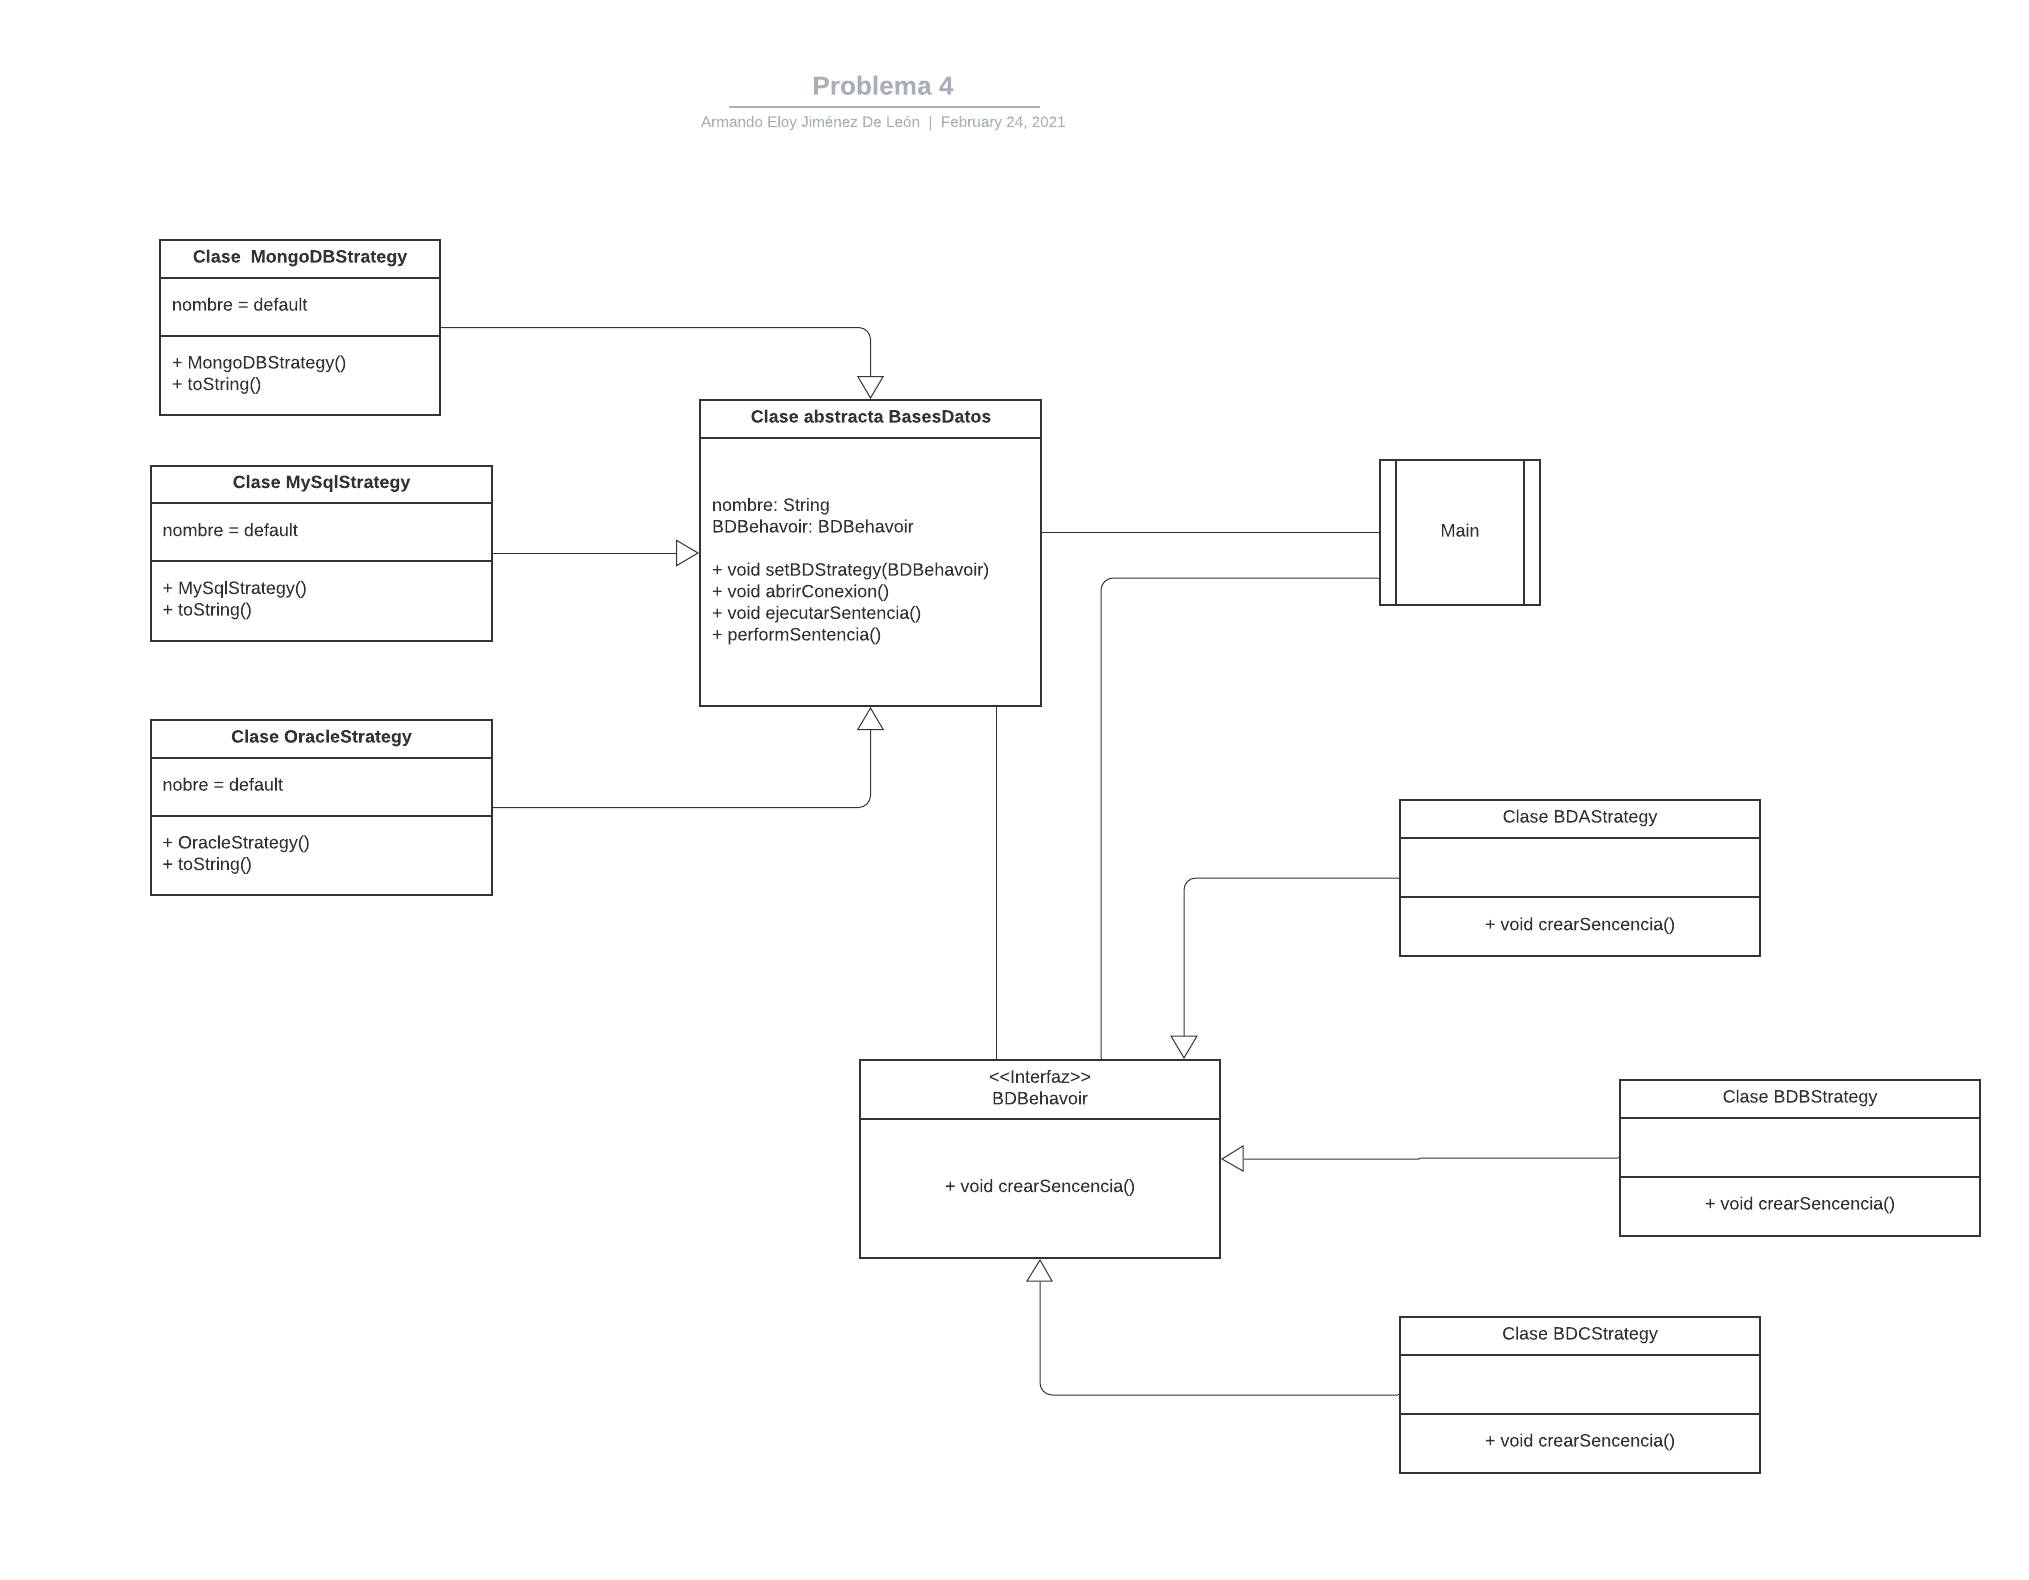 Problema 4
Armando Eloy Jiménez De León | February 24, 2021
Clase MongoDBStrategy
nombre = default
+ MongoDBStrategy()
+ toString()
Clase MySqlStrategy
nombre = default
+ MySqlStrategy()
+ toString()
Clase OracleStrategy
nobre = default
+ OracleStrategy()
+ toString()
Clase abstracta BasesDatos
nombre: String
BDBehavoir: BDBehavoir
+ void setBDStrategy(BDBehavoir)
+ void abrirConexion()
+ void ejecutarSentencia()
+ performSentencia()
Main
Clase BDAStrategy
+ void crearSencencia()
<<Interfaz>>
BDBehavoir
+ void crearSencencia()
Clase BDBStrategy
+ void crearSencencia()
Clase BDCStrategy
+ void crearSencencia()